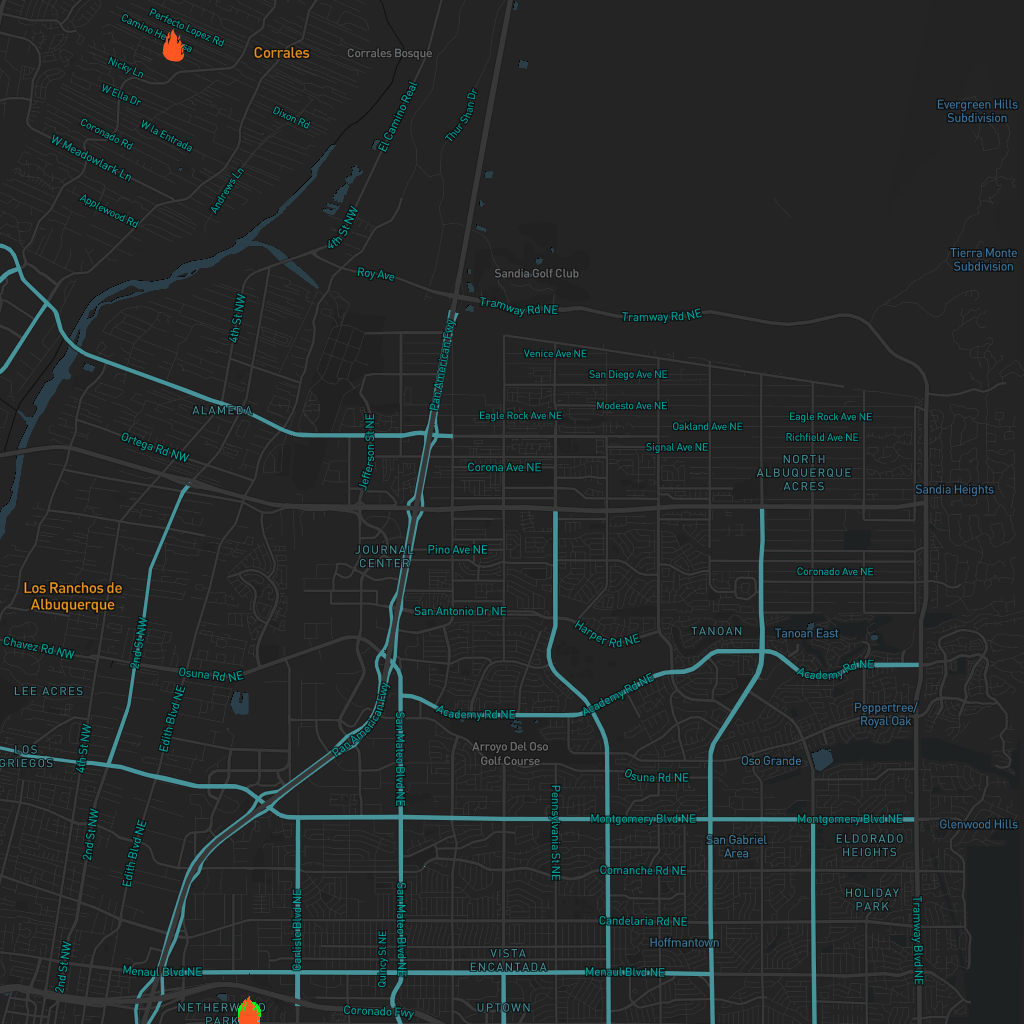 Perfecto Lopez Rd
Corrales
Corrales Bosque
Nicky Ln
W Ella Dr
Dixon Rd
El Camino Real
Thur Shan Dr
Evergreen Hills
Subdivision
Coronado Rd
W la Entrada
W Meadowlark Ln
Andrews Ln
Applewood Rd
4th St NW
Roy Ave
Sandia Golf Club
Tierra Monte
Subdivision
4th St NW
Tramway Rd NE
Tramway Rd NE
Pan American Fwy
Venice Ave NE
San Diego Ave NE
ALAMEDA
Eagle Rock Ave NE
Modesto Ave NE
Oakland Ave NE
Eagle Rock Ave NE
Richfield Ave NE
Signal Ave NE
Ortega Rd NW
Jefferson St NE
Corona Ave NE
NORTH
ALBUQUERQUE
ACRES
Sandia Heights
JOURNAL
CENTER
Pino Ave NE
Coronado Ave NE
Los Ranchos de
Albuquerque
San Antonio Dr NE
Harper Rd NE
TANOAN
Tanoan East
Chavez Rd NW
2nd St NW
Osuna Rd NE
Academy Rd NE
Academy Rd NE
Academy Rd NE
LEE ACRES
Edith Blvd NE
Pan American Fwy
San Mateo Blvd NE
Peppertree/
Royal Oak
LOS
GRIEGOS
4th St NW
Arroyo Del Oso
Golf Course
Oso Grande
Osuna Rd NE
Pennsylvania St NE
Montgomery Blvd NE
Montgomery Blvd NE
Glenwood Hills
2nd St NW
Edith Blvd NE
San Gabriel
Area
ELDORADO
HEIGHTS
Comanche Rd NE
HOLIDAY
PARK
Carlisle Blvd NE
San Mateo Blvd NE
Quincy St NE
Candelaria Rd NE
Hoffmantown
Tramway Blvd NE
2nd St NW
Menaul Blvd NE
VISTA
ENCANTADA
Menaul Blvd NE
PARK
Coronado Fwy
UPTOWN